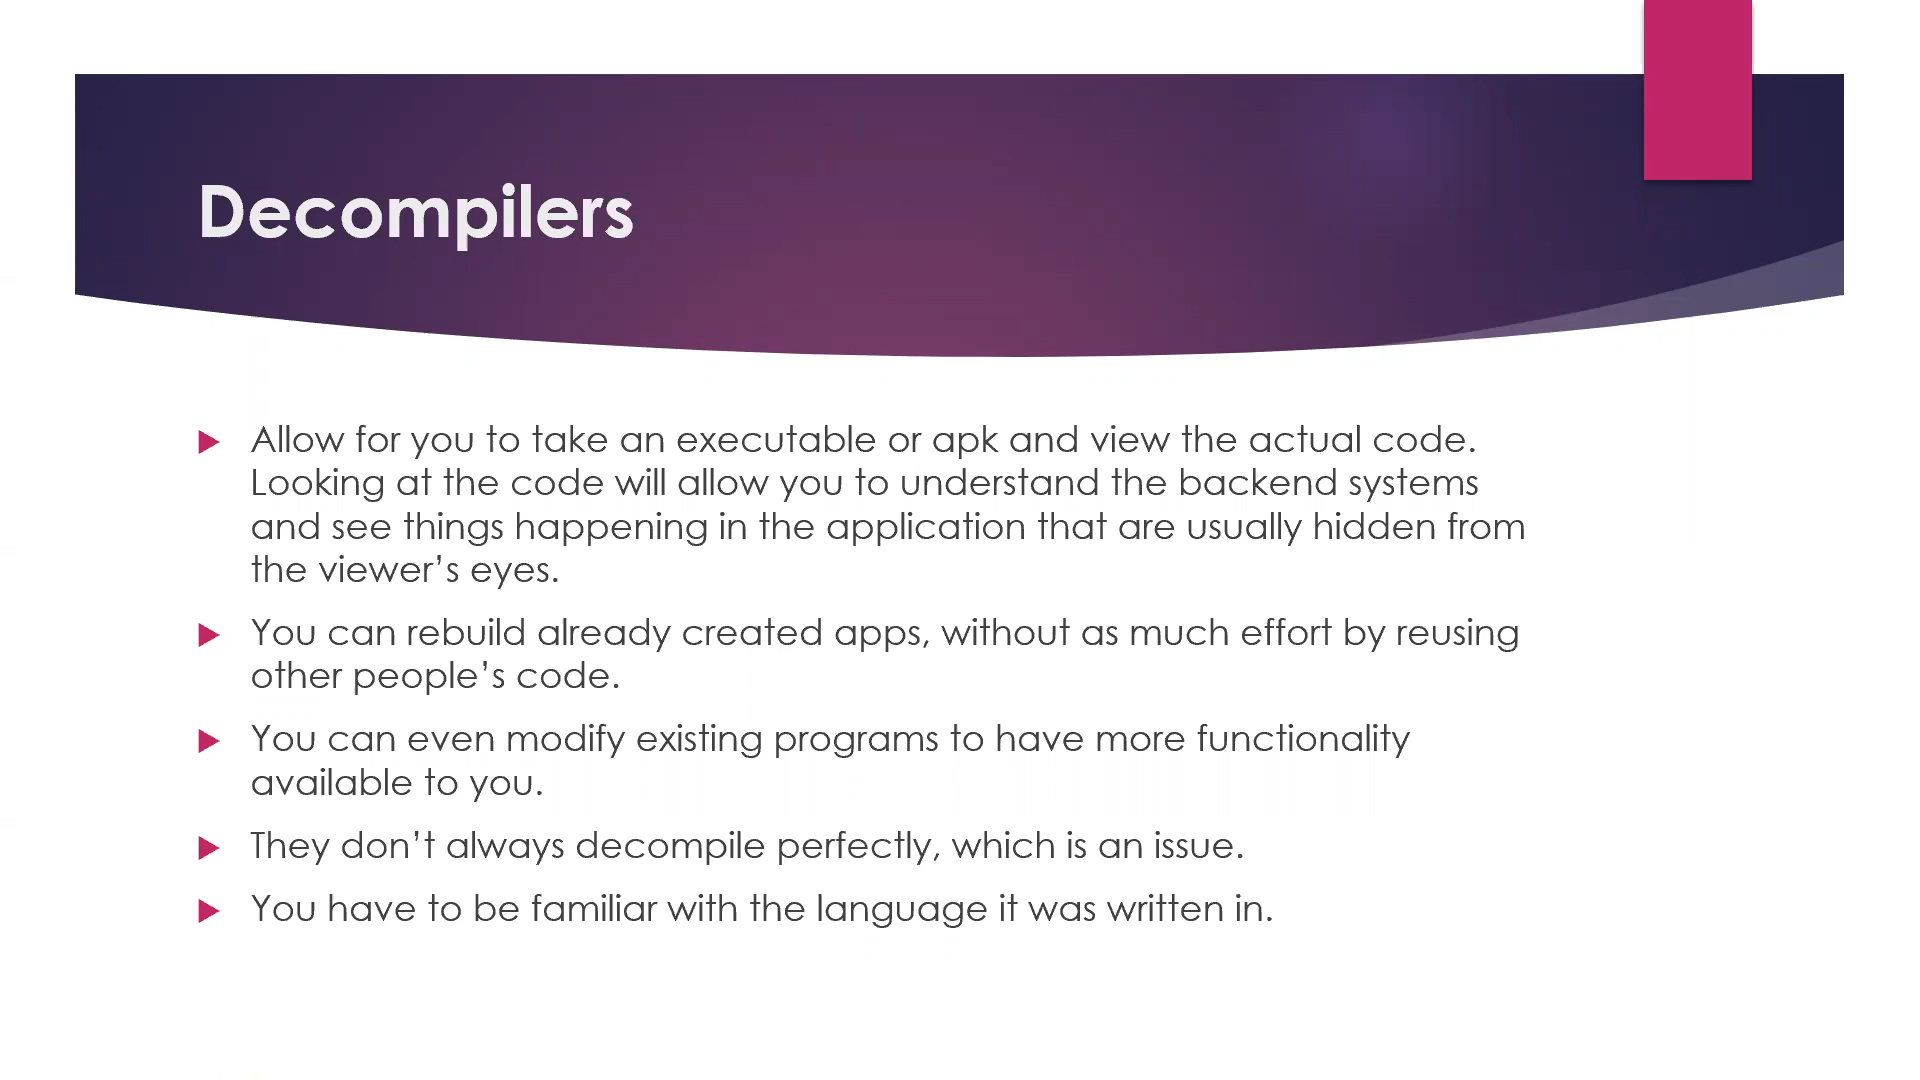 Decompilers
Allow for you to take an executable or apk and view the actual code.
Looking at the code will allow you to understand the backend systems
and see things happening in the application that are usually hidden from
the viewer’s eyes.
You can rebuild already created apps, without as much effort by reusing
other people’s code.
You can even modify existing programs to have more functionality
available to you.
They don’t always decompile perfectly, which is an issue.
You have to be familiar with the language it was written in.